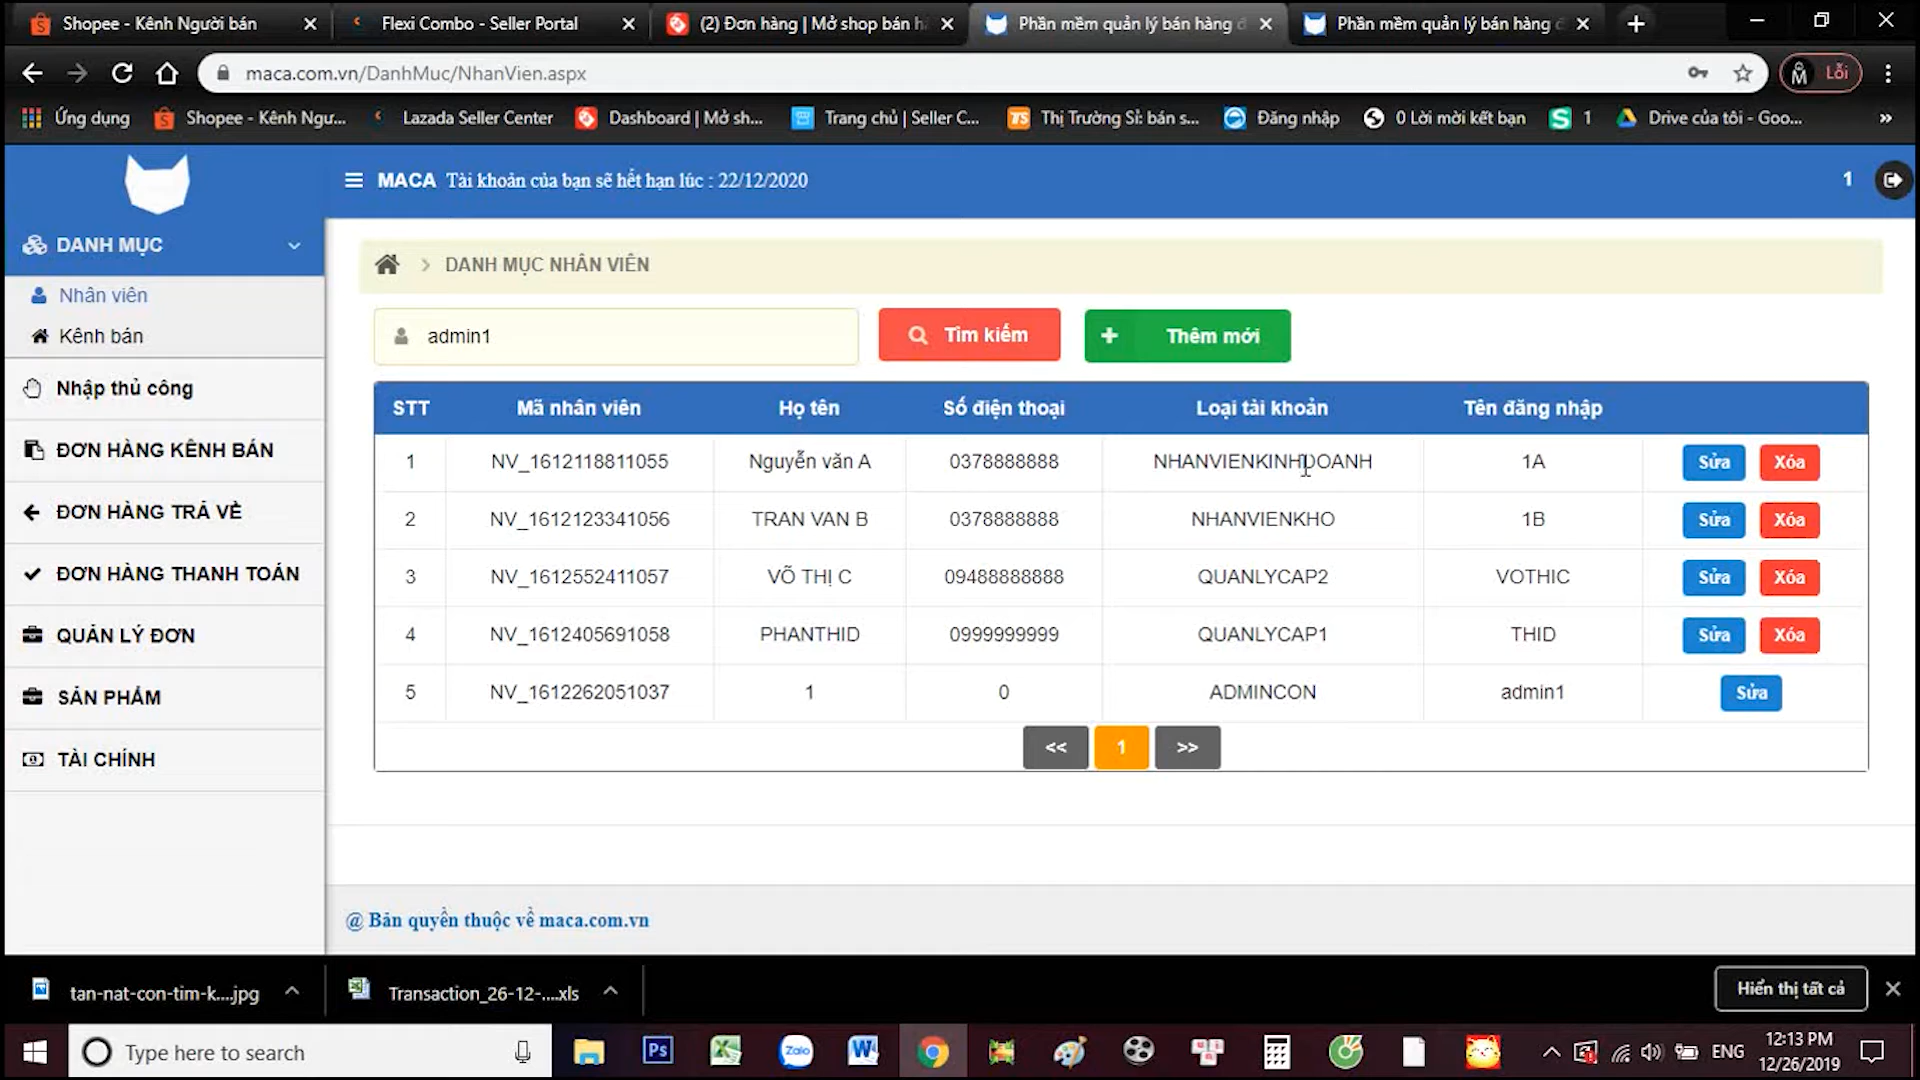 Shopee - Kênh Người bán
Flexi Combo - Seller Portal
(2) Đơn hàng | Mở shop bán h
Phần mềm quản lý bán hàng đ
Phần mềm quản lý bán hàng đ
maca.com.vn/DanhMuc/NhanVien.aspx
Lỗi
Ứng dụng
Shopee - Kênh Ngư...
Lazada Seller Center
Dashboard | Mở sh...
Trang chủ | Seller C...
Thị Trường Sỉ: bán s...
Đăng nhập
0 Lời mời kết bạn
1
Drive của tôi - Goo...
»
MACA Tài khoản của bạn sẽ hết hạn lúc : 22/12/2020
1
DANH MỤC
Nhân viên
Kênh bán
Nhập thủ công
ĐƠN HÀNG KÊNH BÁN
ĐƠN HÀNG TRẢ VỀ
ĐƠN HÀNG THANH TOÁN
QUẢN LÝ ĐƠN
SẢN PHẨM
TÀI CHÍNH
DANH MỤC NHÂN VIÊN
admin1
Tìm kiếm
Thêm mới
STT Mã nhân viên Họ tên Số điện thoại Loại tài khoản Tên đăng nhập
1 NV_1612118811055 Nguyễn văn A 0378888888 NHANVIENKINHDOANH 1A Sửa Xóa
2 NV_1612123341056 TRAN VAN B 0378888888 NHANVIENKHO 1B Sửa Xóa
3 NV_1612552411057 VÕ THỊ C 09488888888 QUANLYCAP2 VOTHIC Sửa Xóa
4 NV_1612405691058 PHANTHID 0999999999 QUANLYCAP1 THID Sửa Xóa
5 NV_1612262051037 1 0 ADMINCON admin1 Sửa
<< 1 >>
@ Bản quyền thuộc về maca.com.vn
tan-nat-con-tim-k....jpg
Transaction_26-12-....xls
Hiển thị tất cả
Type here to search
Ps
Zalo
W
ENG
12:13 PM
12/26/2019